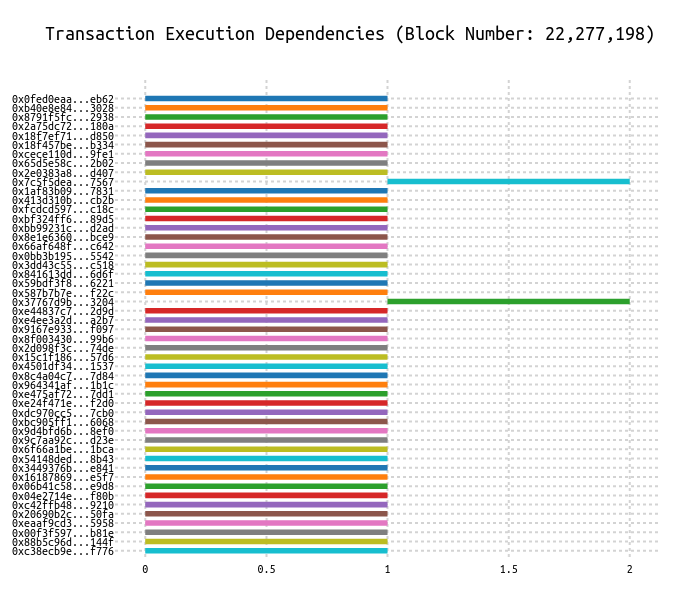 Transaction Execution Dependencies (Block Number: 22,277,198)
0x0fed0eaa...eb62
0xb40e8e84...3028
0x8791f5fc...2938
0x2a75dc72...180a
0x18f7ef71...d850
0x18f457be...b334
0xcece110d...9fe1
0x65d5e58c...2b02
0x2e0383a8...d407
0x7c5f5dea...7567
0x1af83b09...7831
0x413d310b...cb2b
0xfcdcd597...c18c
0xbf324ff6...89d5
0xbb99231c...d2ad
0x8e1e6360...bce9
0x66af648f...c642
0x0bb3b195...5542
0x3dd43c55...c518
0x841613dd...6d6f
0x59bdf3f8...6221
0x587b7b7e...f22c
0x37767d9b...3204
0xe44837c7...2d9d
0xe4ee3a2d...a2b7
0x9167e933...f097
0x8f003430...99b6
0x2d098f3c...74de
0x15c1f186...57d6
0x4501df34...1537
0x8c4a04c7...7d84
0x964341af...1b1c
0xe475af72...7dd1
0xe24f471e...f2d0
0xdc970cc5...7cb0
0xbc905ff1...6068
0x9d4bfd6b...8ef0
0x9c7aa92c...d23e
0x6f66a1be...1bca
0x54148ded...8b43
0x3449376b...e841
0x16187869...e5f7
0x06b41c58...e9d8
0x04e2714e...f80b
0xc42ffb48...9210
0x20690b2c...50fa
0xeaaf9cd3...5958
0x00f3f597...b81e
0x88b5c96d...144f
0xc38ecb9e...f776
0 0.5 1 1.5 2